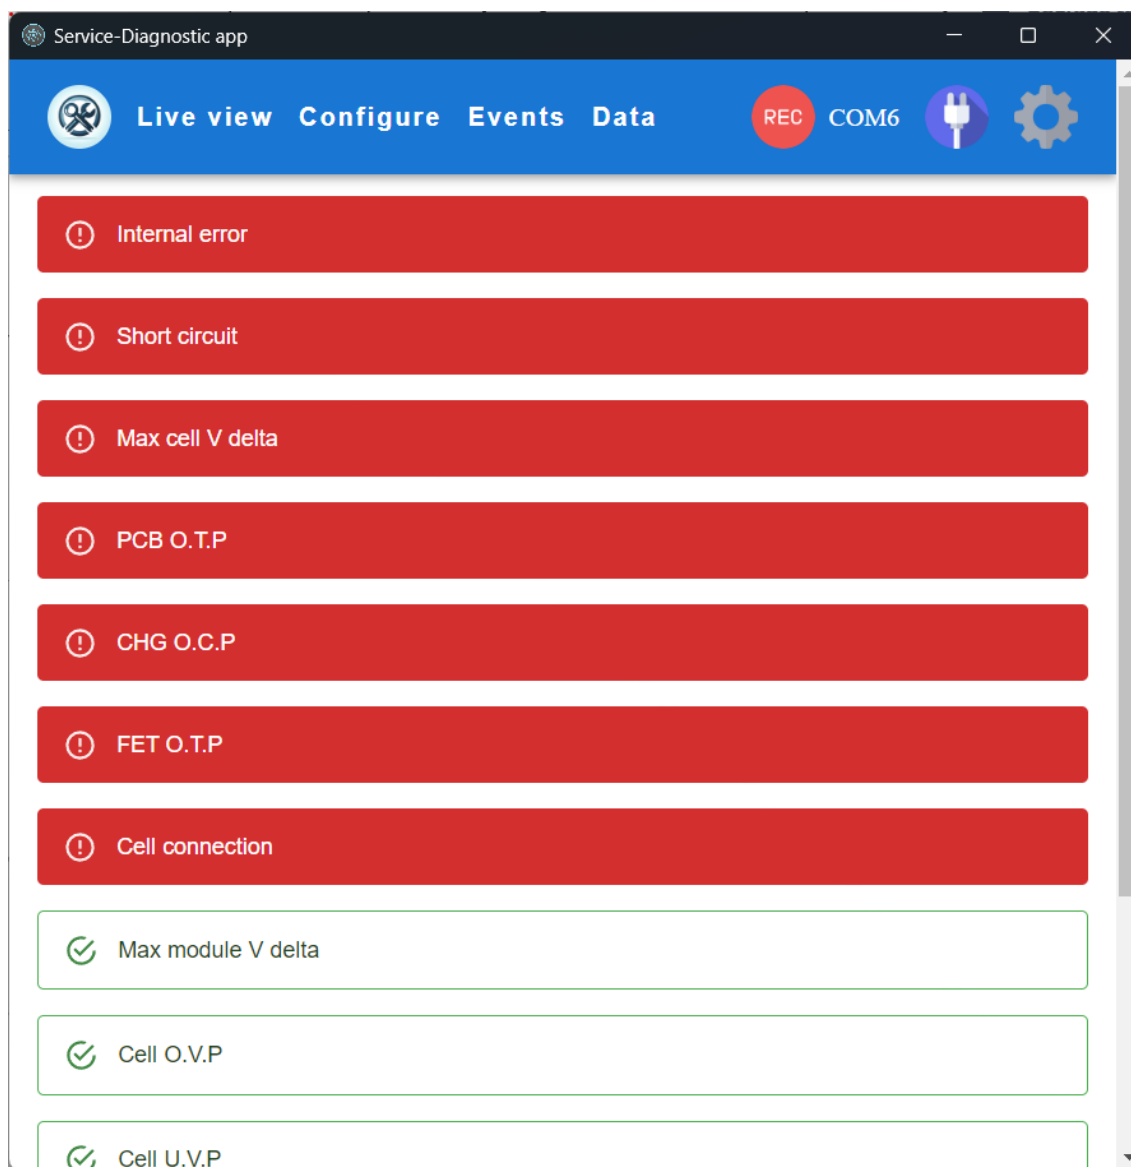 Service-Diagnostic app
Live view Configure Events Data REC COM6
Internal error
Short circuit
Max cell V delta
PCB O.T.P
CHG O.C.P
FET O.T.P
Cell connection
Max module V delta
Cell O.V.P
Cell U.V.P